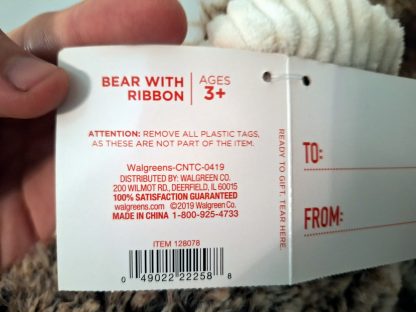 BEAR WITH
RIBBON
AGES
3+
ATTENTION: REMOVE ALL PLASTIC TAGS,
AS THESE ARE NOT PART OF THE ITEM.
Walgreens-CNTC-0419
DISTRIBUTED BY: WALGREEN CO.
200 WILMOT RD., DEERFIELD, IL 60015
100% SATISFACTION GUARANTEED
walgreens.com ©2019 Walgreen Co.
MADE IN CHINA 1-800-925-4733
ITEM 128078
0 49022 22258 8
READY TO GIFT. TEAR HERE.
TO:
FROM: